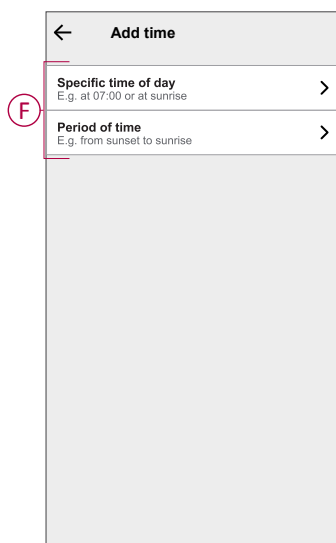 Add time
Specific time of day
E.g. at 07:00 or at sunrise
F
Period of time
E.g. from sunset to sunrise